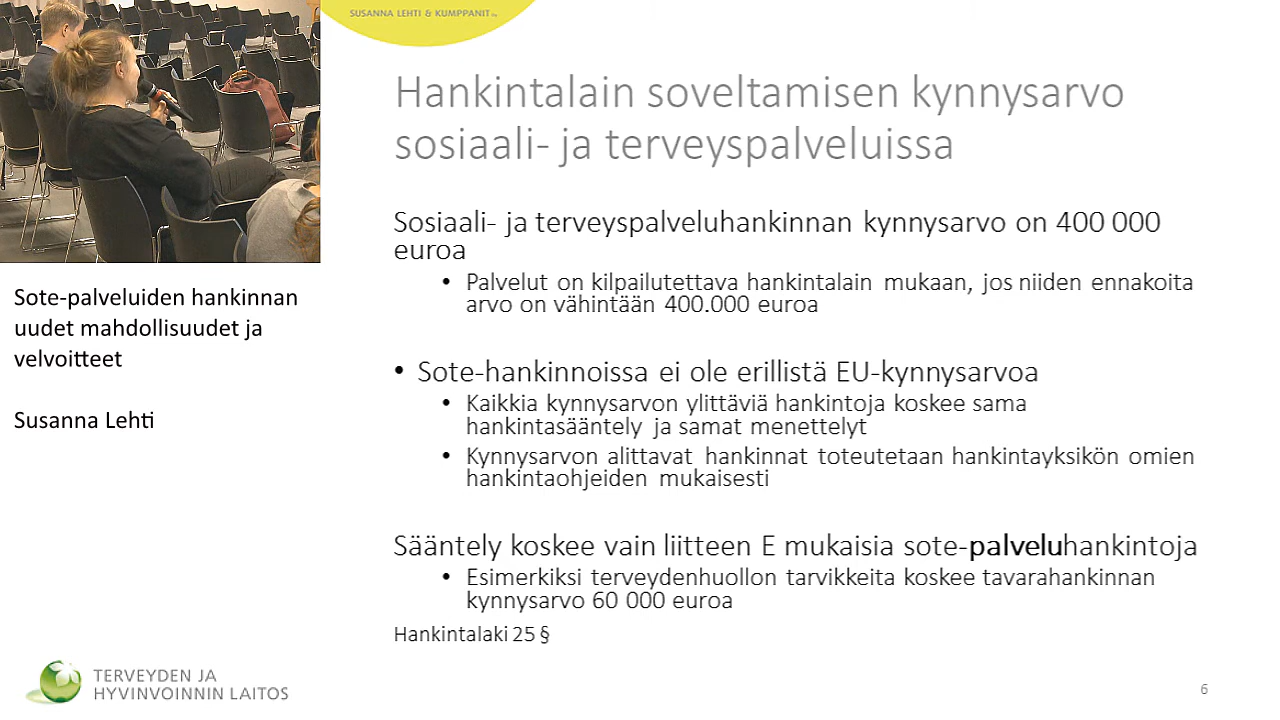 SUSANNA LEHTI & KUMPPANIT
Hankintalain soveltamisen kynnysarvo
sosiaali- ja terveyspalveluissa
Sosiaali- ja terveyspalveluhankinnan kynnysarvo on 400 000
euroa
• Palvelut on kilpailutettava hankintalain mukaan, jos niiden ennakoita
arvo on vähintään 400.000 euroa
• Sote-hankinnoissa ei ole erillistä EU-kynnysarvoa
• Kaikkia kynnysarvon ylittäviä hankintoja koskee sama
hankintasääntely ja samat menettelyt
• Kynnysarvon alittavat hankinnat toteutetaan hankintayksikön omien
hankintaohjeiden mukaisesti
Sääntely koskee vain liitteen E mukaisia sote-palveluhankintoja
• Esimerkiksi terveydenhuollon tarvikkeita koskee tavarahankinnan
kynnysarvo 60 000 euroa
Hankintalaki 25 §
6
Sote-palveluiden hankinnan
uudet mahdollisuudet ja
velvoitteet
Susanna Lehti
TERVEYDEN JA
HYVINVOINNIN LAITOS